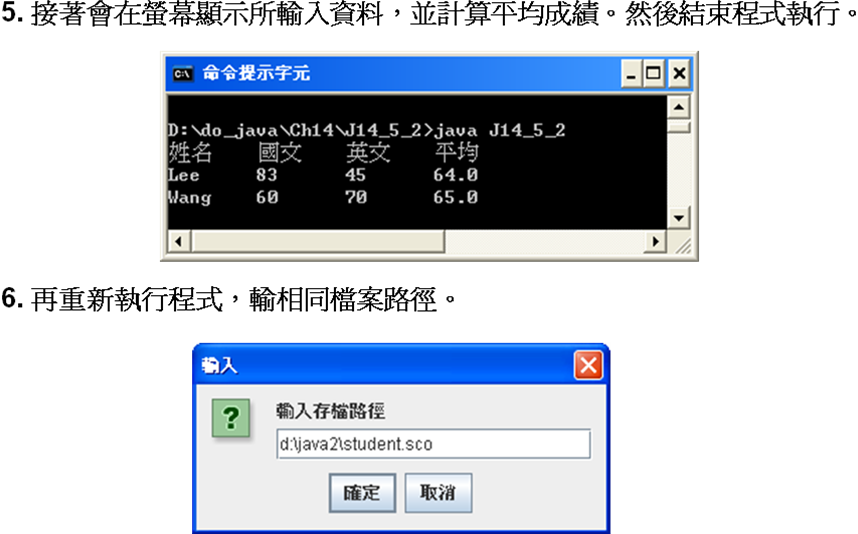 5. 接著會在螢幕顯示所輸入資料，並計算平均成績。然後結束程式執行。
命令提示字元
D:\do_java\Ch14\J14_5_2>java J14_5_2
姓名 國文 英文 平均
Lee 83 45 64.0
Wang 60 70 65.0
6. 再重新執行程式，輸相同檔案路徑。
輸入
輸入存檔路徑
d:\java2\student.sco
確定 取消